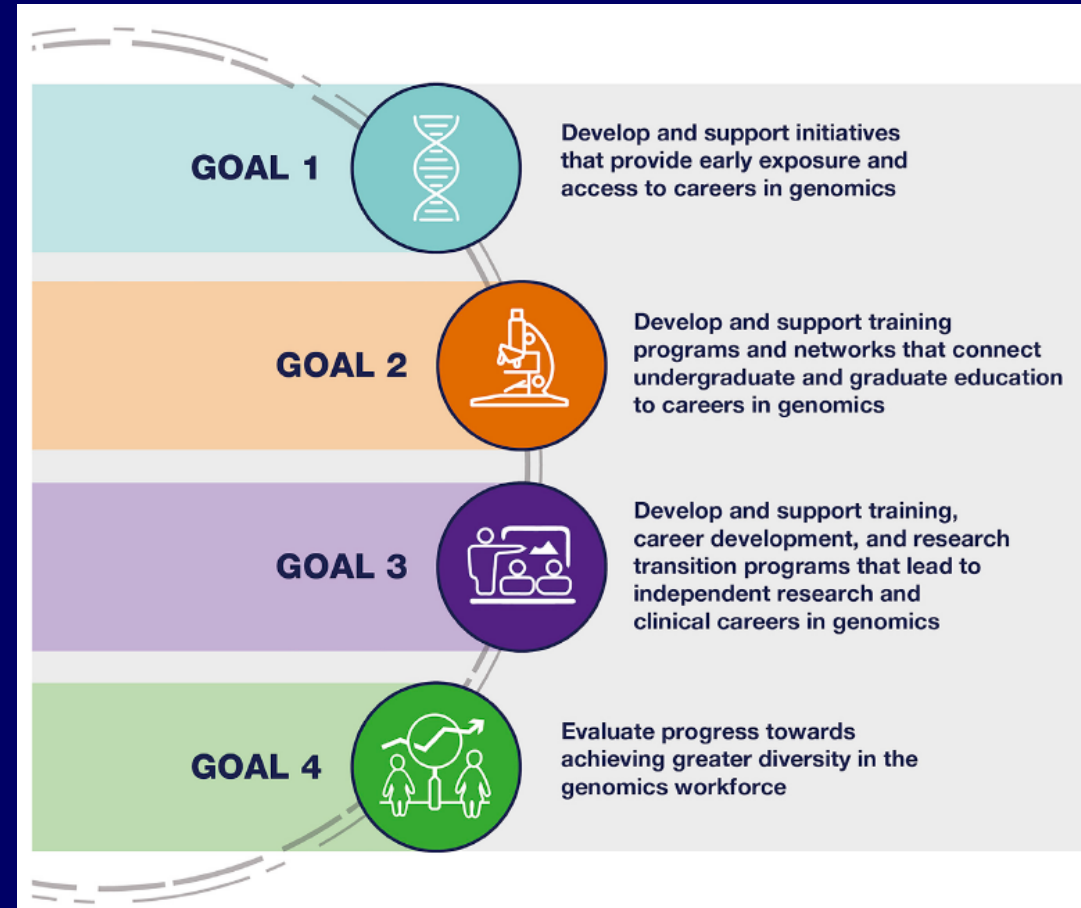 GOAL 1
Develop and support initiatives
that provide early exposure and
access to careers in genomics
GOAL 2
Develop and support training
programs and networks that connect
undergraduate and graduate education
to careers in genomics
GOAL 3
Develop and support training,
career development, and research
transition programs that lead to
independent research and
clinical careers in genomics
GOAL 4
Evaluate progress towards
achieving greater diversity in the
genomics workforce